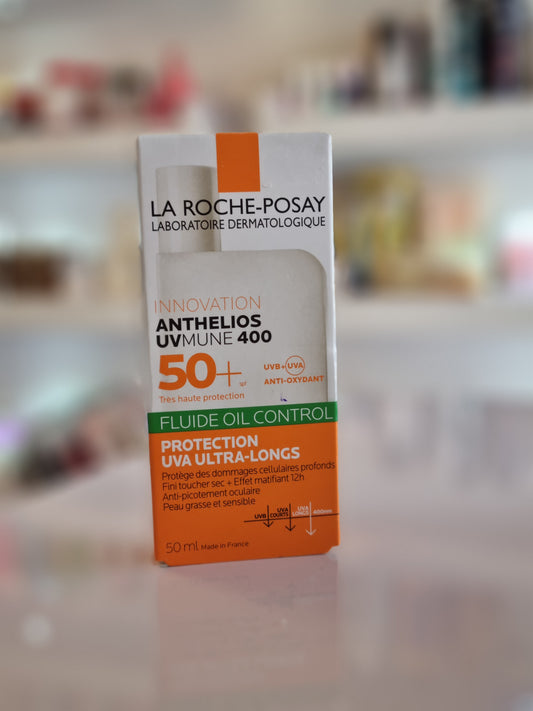 LA ROCHE-POSAY
LABORATOIRE DERMATOLOGIQUE
INNOVATION
ANTHELIOS
UVMUNE 400
50+ SPF
Très haute protection
UVB+UVA
ANTI-OXYDANT
FLUIDE OIL CONTROL
PROTECTION
UVA ULTRA-LONGS
Protège des dommages cellulaires profonds
Fini toucher sec + Effet matifiant 12h
Anti-picotement oculaire
Peau grasse et sensible
UVB
UVA COURTS
UVA LONGS
400nm
50 ml Made in France